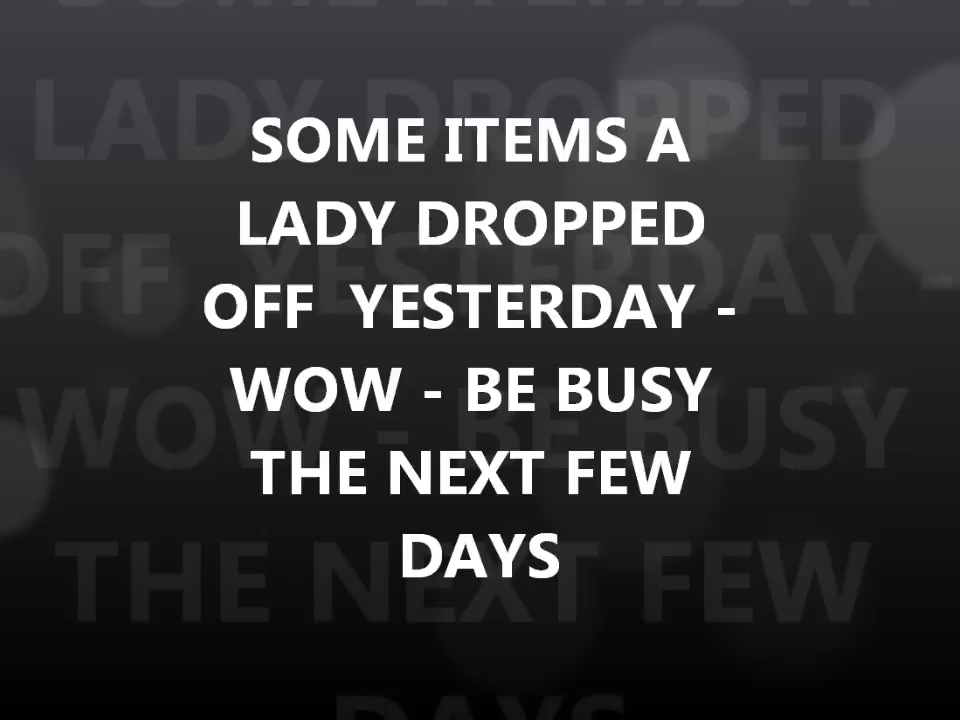 SOME ITEMS A
LADY DROPPED
OFF  YESTERDAY -
WOW - BE BUSY
THE NEXT FEW
DAYS